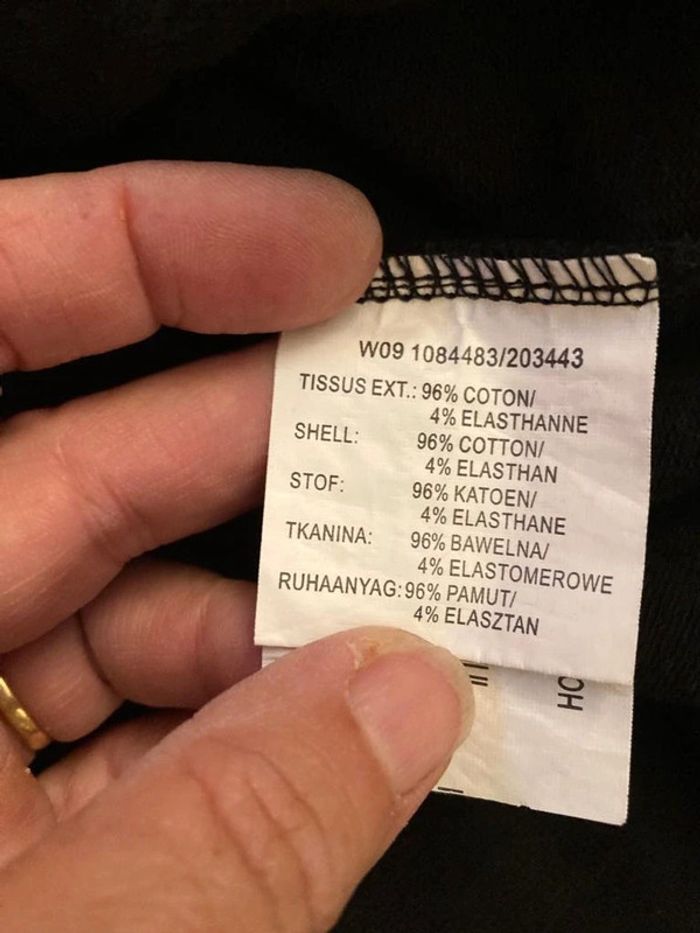 W09 1084483/203443
TISSUS EXT.: 96% COTON/
4% ELASTHANNE
SHELL: 96% COTTON/
4% ELASTHAN
STOF: 96% KATOEN/
4% ELASTHANE
TKANINA: 96% BAWELNA/
4% ELASTOMEROWE
RUHAANYAG: 96% PAMUT/
4% ELASZTAN